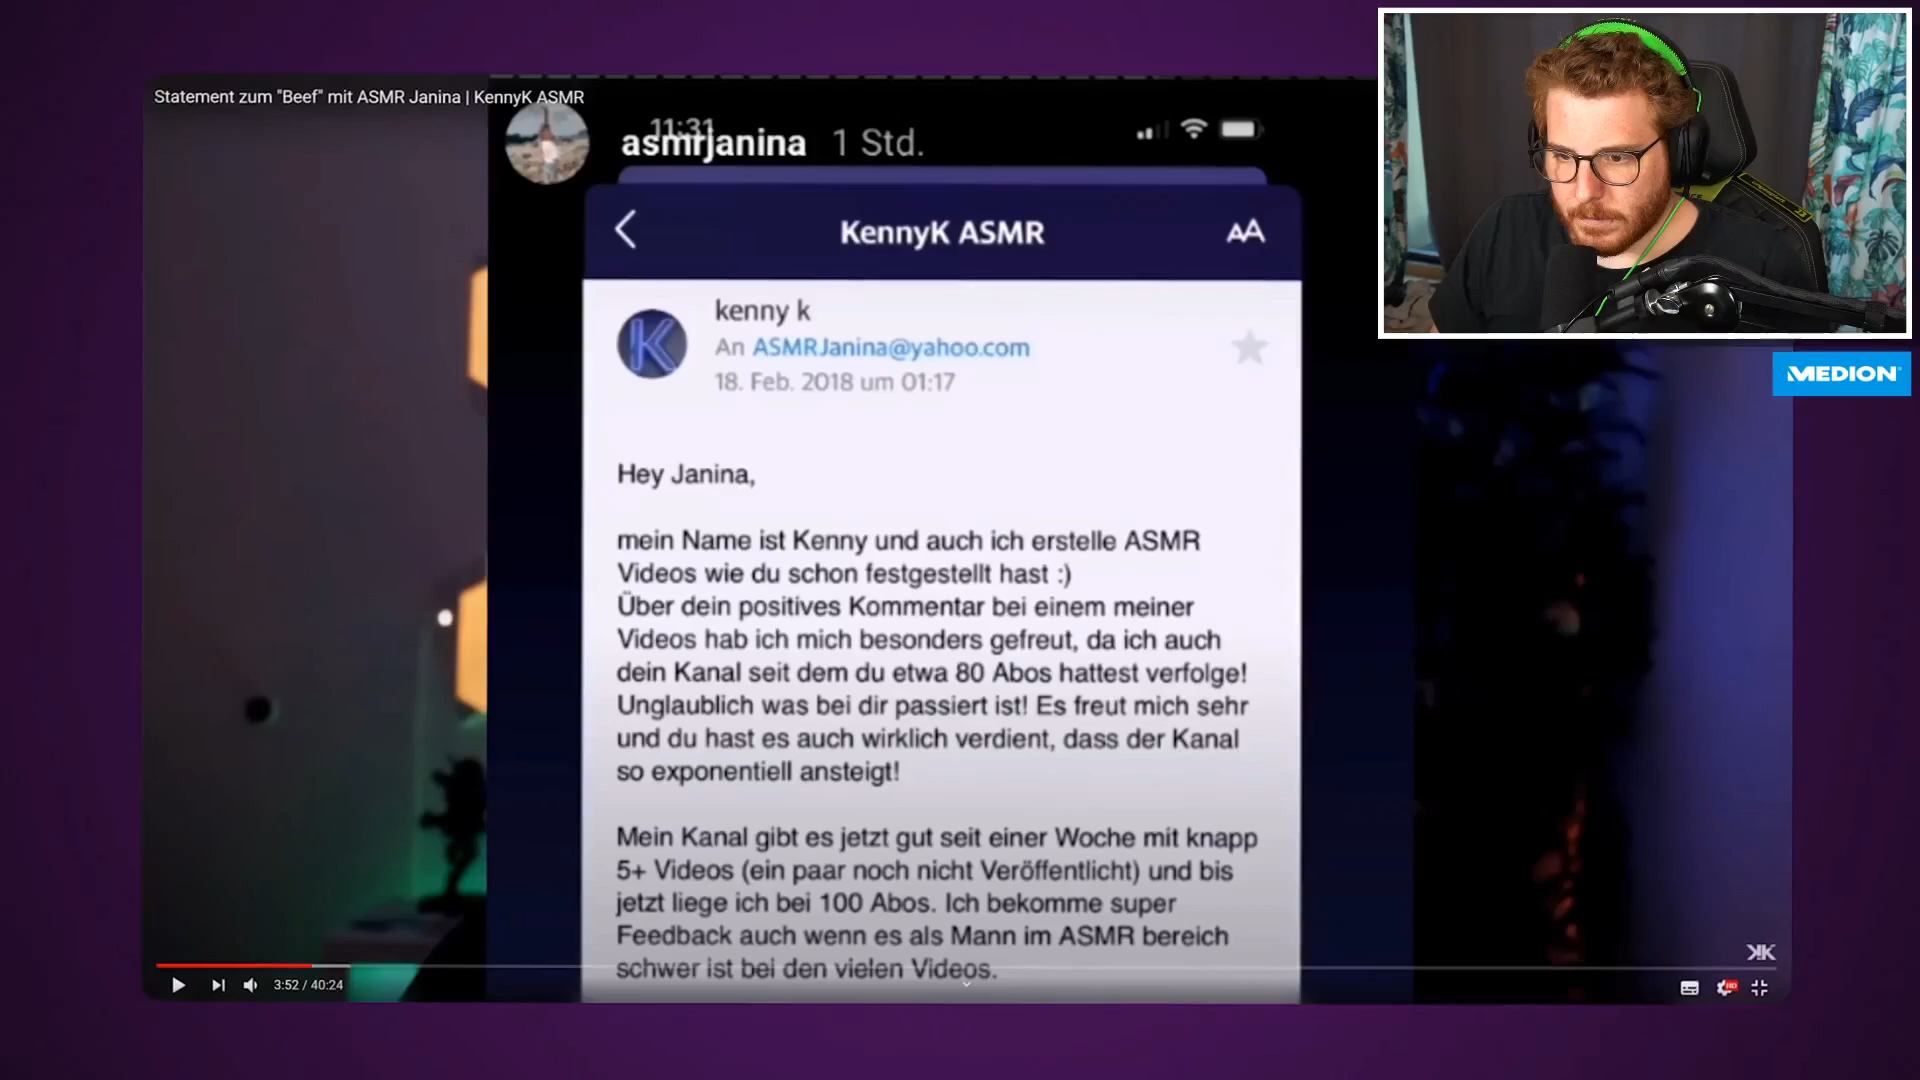 Statement zum "Beef" mit ASMR Janina | KennyK ASMR
11:31
asmrjanina 1 Std.
KennyK ASMR
AA
kenny k
An ASMRJanina@yahoo.com
18. Feb. 2018 um 01:17
Hey Janina,
mein Name ist Kenny und auch ich erstelle ASMR
Videos wie du schon festgestellt hast :)
Über dein positives Kommentar bei einem meiner
Videos hab ich mich besonders gefreut, da ich auch
dein Kanal seit dem du etwa 80 Abos hattest verfolge!
Unglaublich was bei dir passiert ist! Es freut mich sehr
und du hast es auch wirklich verdient, dass der Kanal
so exponentiell ansteigt!
Mein Kanal gibt es jetzt gut seit einer Woche mit knapp
5+ Videos (ein paar noch nicht Veröffentlicht) und bis
jetzt liege ich bei 100 Abos. Ich bekomme super
Feedback auch wenn es als Mann im ASMR bereich
schwer ist bei den vielen Videos.
3:52 / 40:24
HD
K
KK
MEDION